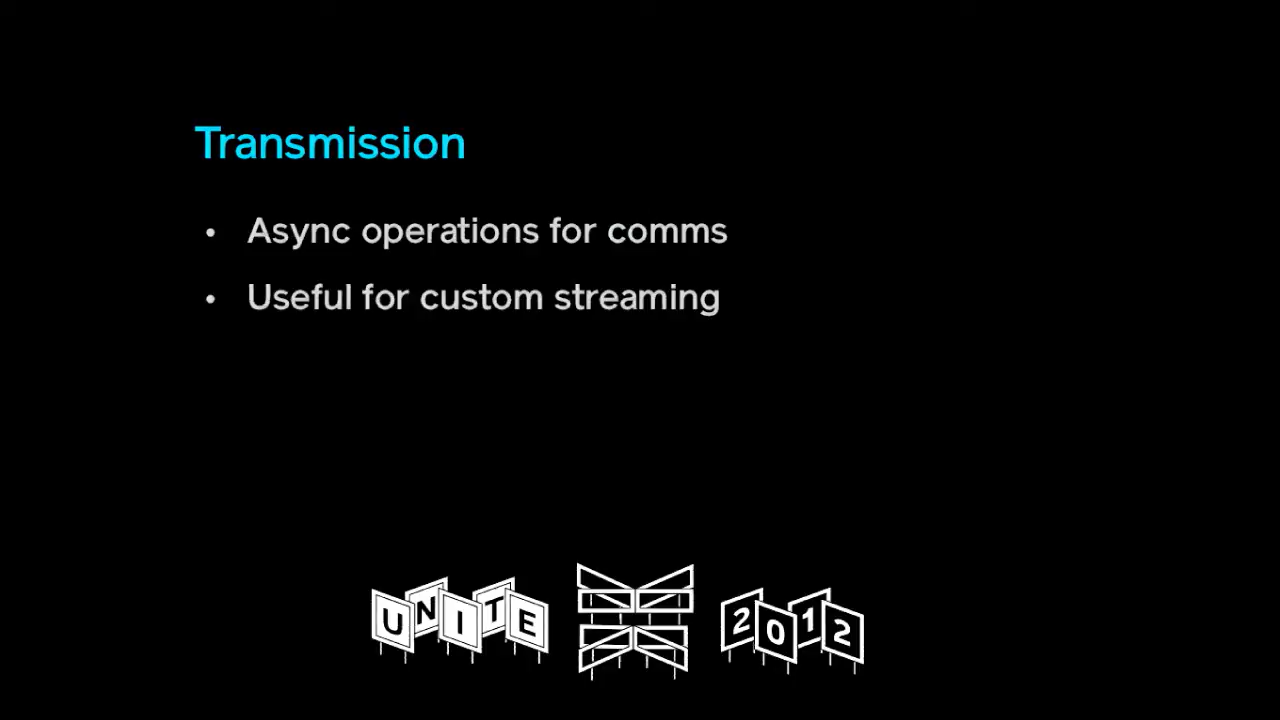 Transmission
• Async operations for comms
• Useful for custom streaming
UNITE 2012